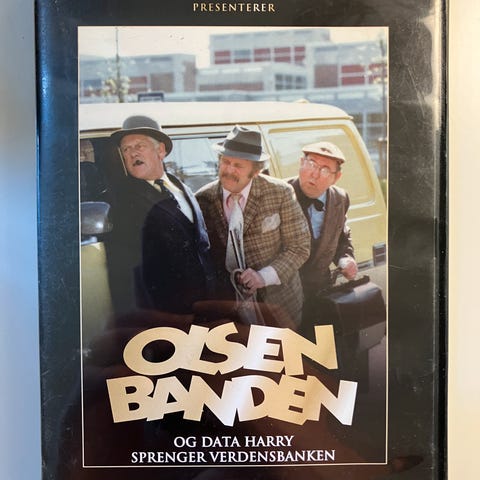 PRESENTERER
OLSEN
BANDEN
OG DATA HARRY
SPRENGER VERDENSBANKEN